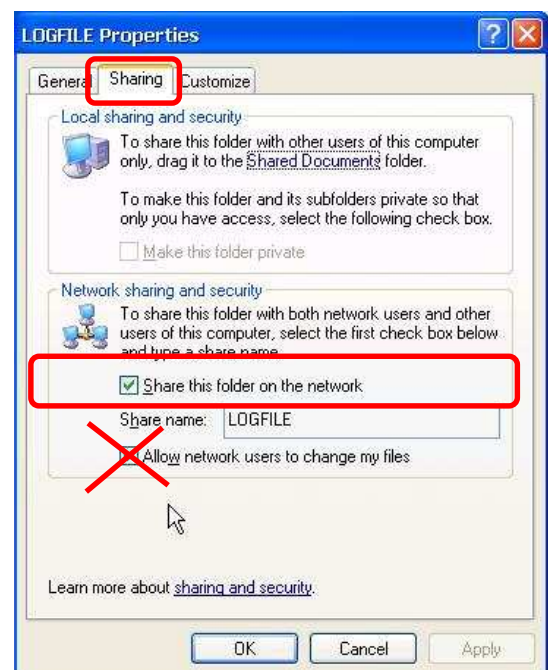 LOGFILE Properties
General Sharing Customize
Local sharing and security
To share this folder with other users of this computer
only, drag it to the Shared Documents folder.
To make this folder and its subfolders private so that
only you have access, select the following check box.
Make this folder private
Network sharing and security
To share this folder with both network users and other
users of this computer, select the first check box below
and type a share name.
Share this folder on the network
Share name: LOGFILE
Allow network users to change my files
Learn more about sharing and security.
OK Cancel Apply